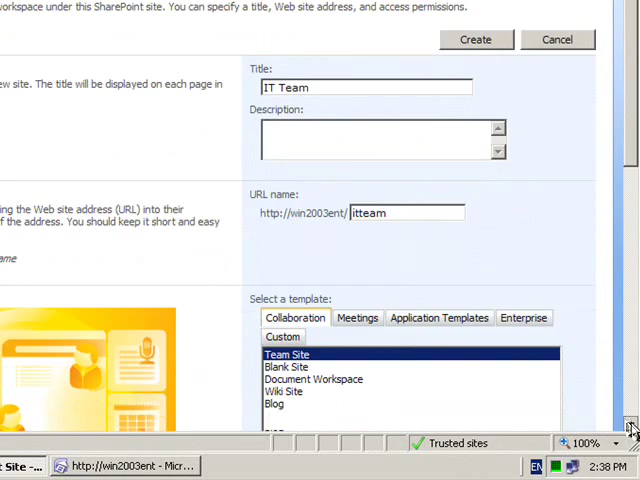 workspace under this SharePoint site. You can specify a title, Web site address, and access permissions.
Create Cancel
Title:
ew site. The title will be displayed on each page in
IT Team
Description:
URL name:
ing the Web site address (URL) into their
http://win2003ent/ itteam
f the address. You should keep it short and easy
ame
Select a template:
Collaboration Meetings Application Templates Enterprise
Custom
Team Site
Blank Site
Document Workspace
Wiki Site
Blog
Trusted sites 100%
t Site -... http://win2003ent - Micr... EN 2:38 PM